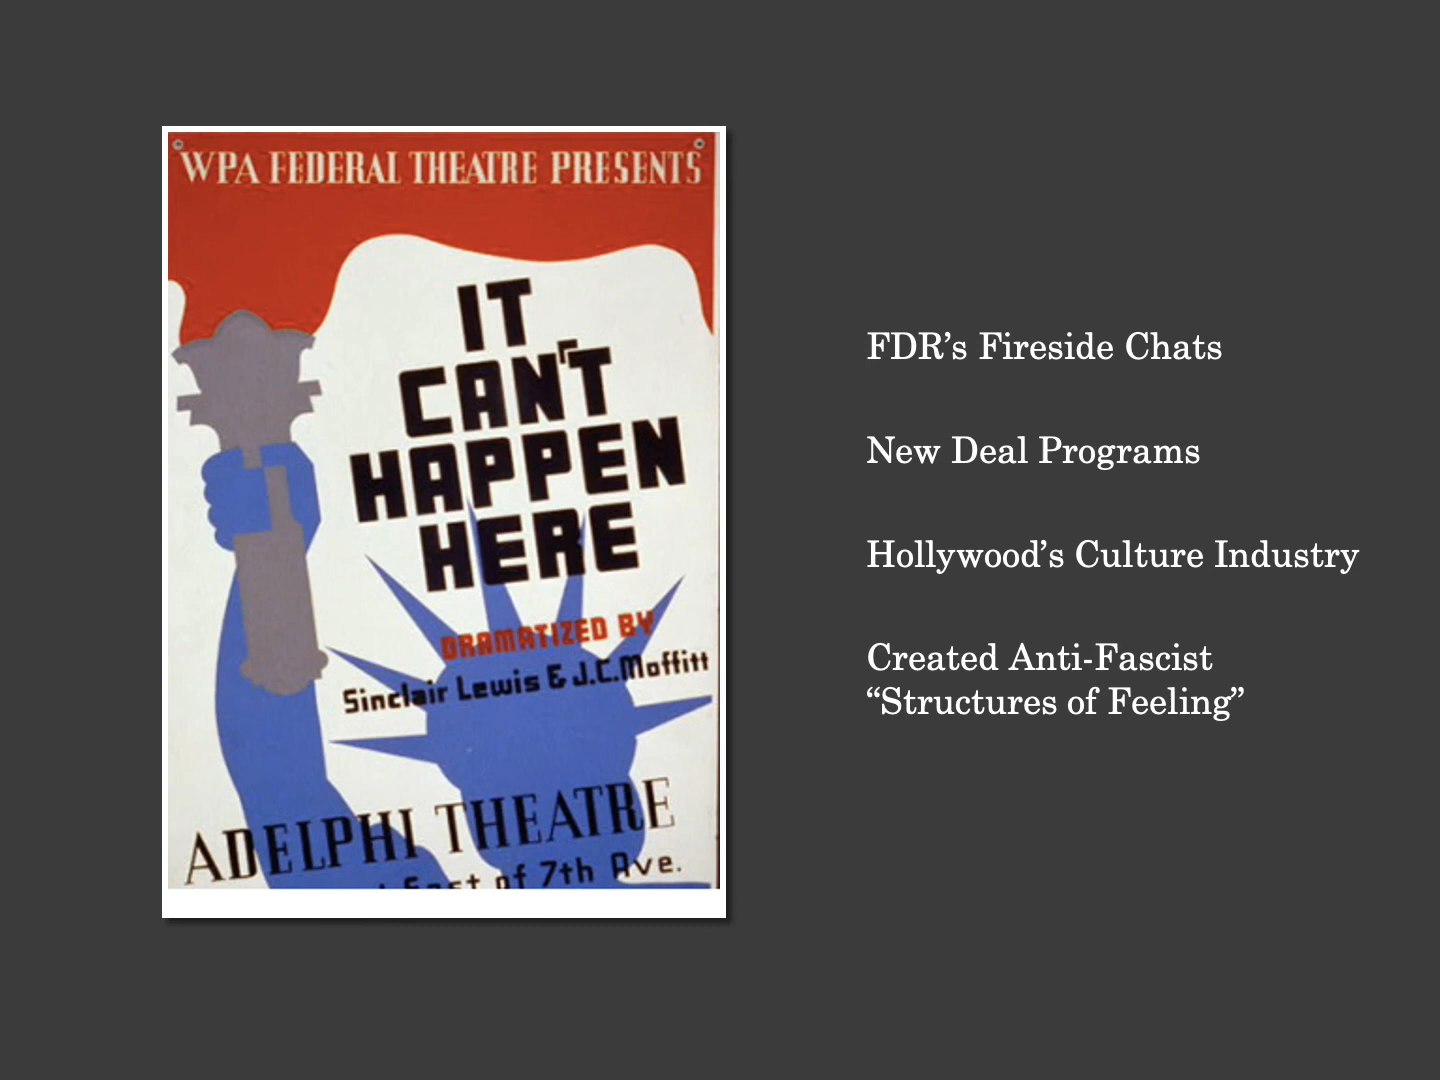 WPA FEDERAL THEATRE PRESENTS
IT
CAN'T
HAPPEN
HERE
DRAMATIZED BY
Sinclair Lewis & J.C.Moffitt
ADELPHI THEATRE
East of 7th Ave.
FDR’s Fireside Chats
New Deal Programs
Hollywood’s Culture Industry
Created Anti-Fascist
“Structures of Feeling”